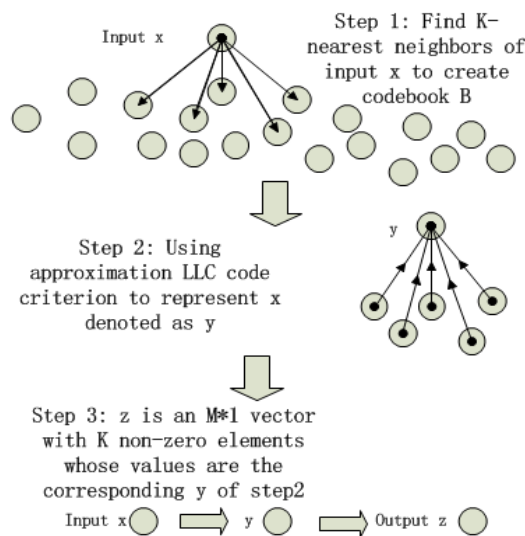 Input x
Step 1: Find K-
nearest neighbors of
input x to create
codebook B
Step 2: Using
approximation LLC code
criterion to represent x
denoted as y
y
Step 3: z is an M*1 vector
with K non-zero elements
whose values are the
corresponding y of step2
Input x y Output z